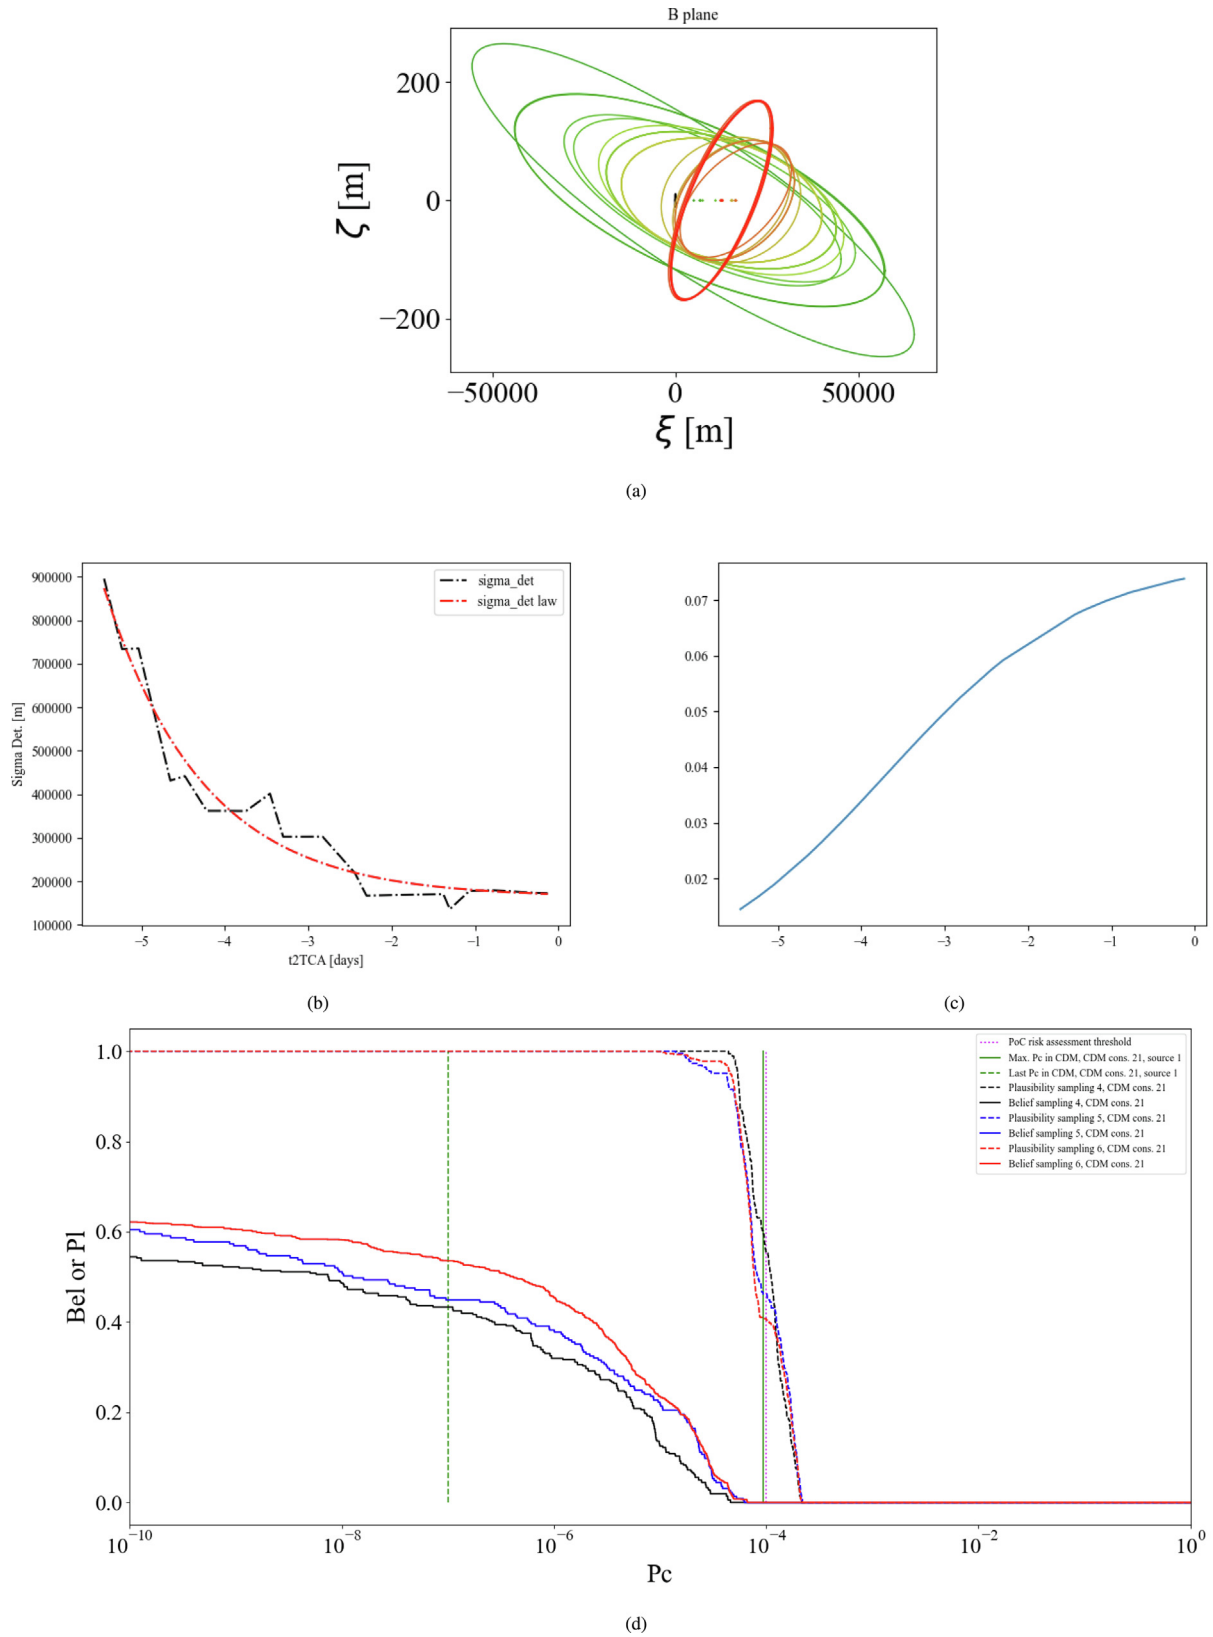 B plane
200
0
−200
ζ [m]
−50000
0
50000
ξ [m]
(a)
900000
800000
700000
600000
500000
400000
300000
200000
100000
Sigma Det. [m]
sigma_det
sigma_det law
−5
−4
−3
−2
−1
0
t2TCA [days]
(b)
0.07
0.06
0.05
0.04
0.03
0.02
−5
−4
−3
−2
−1
0
(c)
1.0
0.8
0.6
0.4
0.2
0.0
Bel or Pl
PoC risk assessment threshold
Max. Pc in CDM, CDM cons. 21, source 1
Last Pc in CDM, CDM cons. 21, source 1
Plausibility sampling 4, CDM cons. 21
Belief sampling 4, CDM cons. 21
Plausibility sampling 5, CDM cons. 21
Belief sampling 5, CDM cons. 21
Plausibility sampling 6, CDM cons. 21
Belief sampling 6, CDM cons. 21
10^−10
10^−8
10^−6
10^−4
10^−2
10^0
Pc
(d)